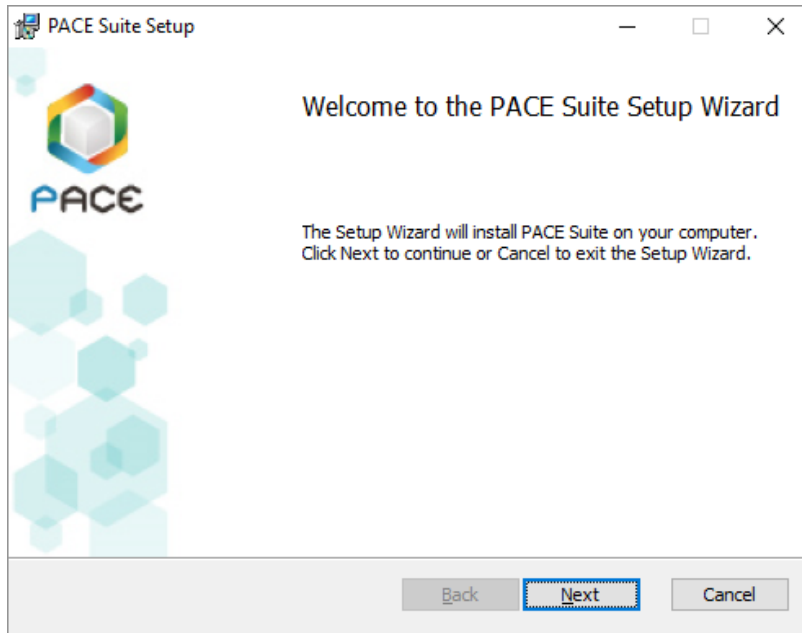 PACE Suite Setup
PACE
Welcome to the PACE Suite Setup Wizard
The Setup Wizard will install PACE Suite on your computer.
Click Next to continue or Cancel to exit the Setup Wizard.
Back
Next
Cancel